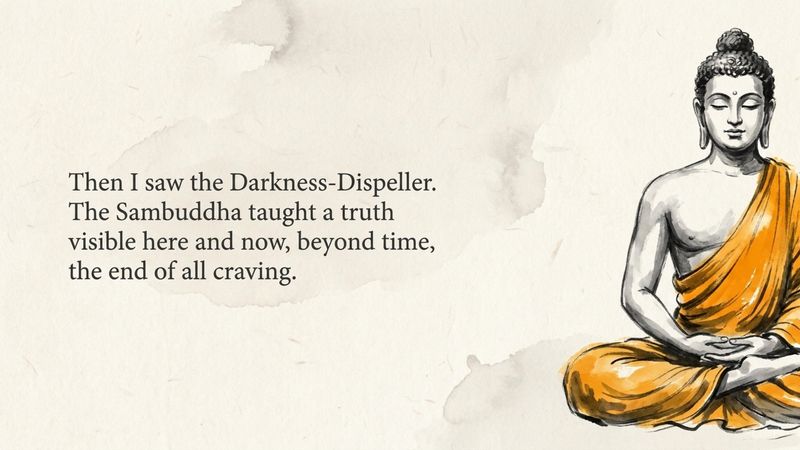 Then I saw the Darkness-Dispeller.
The Sambuddha taught a truth
visible here and now, beyond time,
the end of all craving.